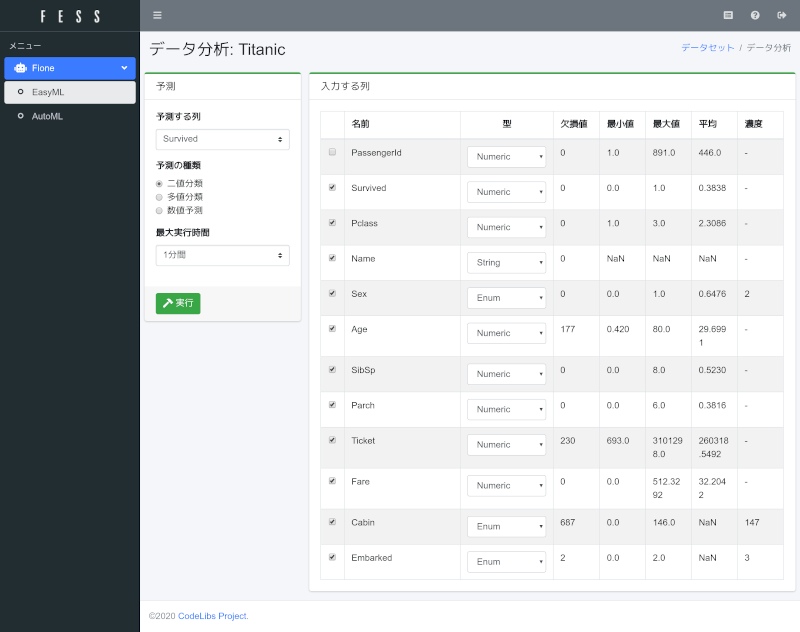 FESS
メニュー
Fione
EasyML
AutoML
データ分析: Titanic
データセット / データ分析
予測
予測する列
Survived
予測の種類
二値分類
多値分類
数値予測
最大実行時間
1分間
実行
入力する列
名前 型 欠損値 最小値 最大値 平均 濃度
PassengerId Numeric 0 1.0 891.0 446.0 -
Survived Numeric 0 0.0 1.0 0.3838 -
Pclass Numeric 0 1.0 3.0 2.3086 -
Name String 0 NaN NaN NaN -
Sex Enum 0 0.0 1.0 0.6476 2
Age Numeric 177 0.420 80.0 29.699 -
1
SibSp Numeric 0 0.0 8.0 0.5230 -
Parch Numeric 0 0.0 6.0 0.3816 -
Ticket Numeric 230 693.0 310129 260318 -
8.0 .5492
Fare Numeric 0 0.0 512.32 32.204 -
92 2
Cabin Enum 687 0.0 146.0 NaN 147
Embarked Enum 2 0.0 2.0 NaN 3
©2020 CodeLibs Project.